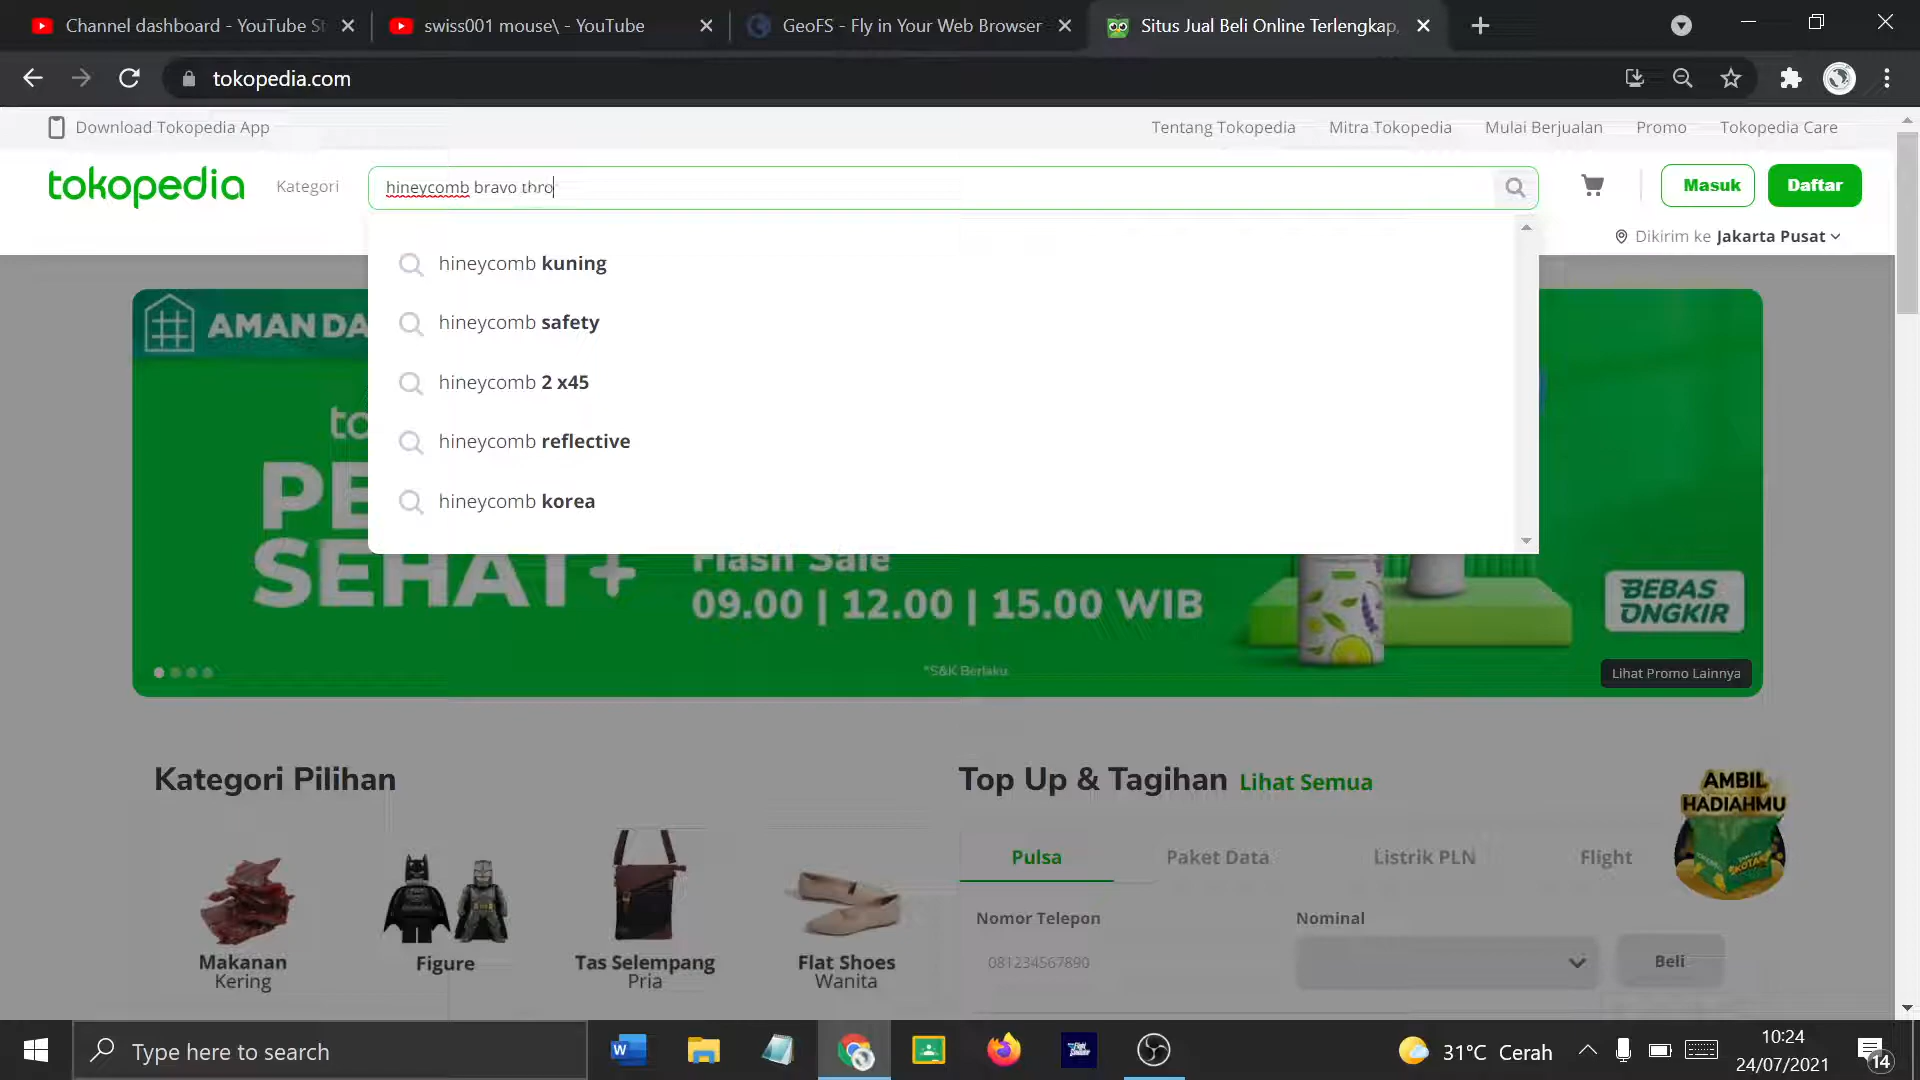 Channel dashboard - YouTube St
swiss001 mouse\ - YouTube
GeoFS - Fly in Your Web Browser -
Situs Jual Beli Online Terlengkap,
tokopedia.com
Download Tokopedia App
Tentang Tokopedia
Mitra Tokopedia
Mulai Berjualan
Promo
Tokopedia Care
tokopedia
Kategori
hineycomb bravo thro
Masuk
Daftar
Dikirim ke Jakarta Pusat
hineycomb kuning
hineycomb safety
hineycomb 2 x45
hineycomb reflective
hineycomb korea
AMAN DA
to
PE
SEHAT+
Flash Sale
09.00 | 12.00 | 15.00 WIB
BEBAS
ONGKIR
*S&K Berlaku
Lihat Promo Lainnya
Kategori Pilihan
Makanan
Kering
Figure
Tas Selempang
Pria
Flat Shoes
Wanita
Top Up & Tagihan
Lihat Semua
AMBIL
HADIAHMU
Pulsa
Paket Data
Listrik PLN
Flight
Nomor Telepon
Nominal
081234567890
Beli
Type here to search
31°C Cerah
10:24
24/07/2021
14